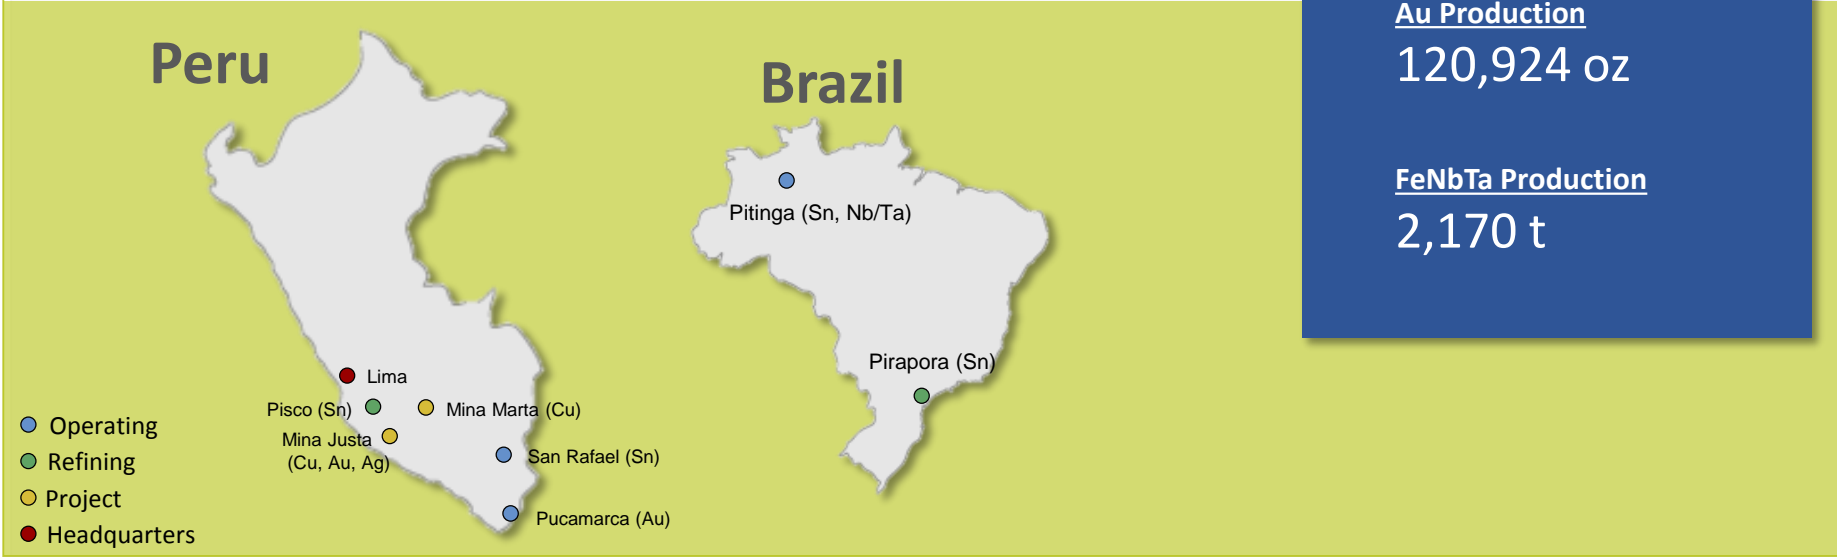 Peru
Brazil
Au Production
120,924 oz
FeNbTa Production
2,170 t
Pitinga (Sn, Nb/Ta)
Pirapora (Sn)
Lima
Pisco (Sn)
Mina Marta (Cu)
Mina Justa
(Cu, Au, Ag)
San Rafael (Sn)
Pucamarca (Au)
Operating
Refining
Project
Headquarters